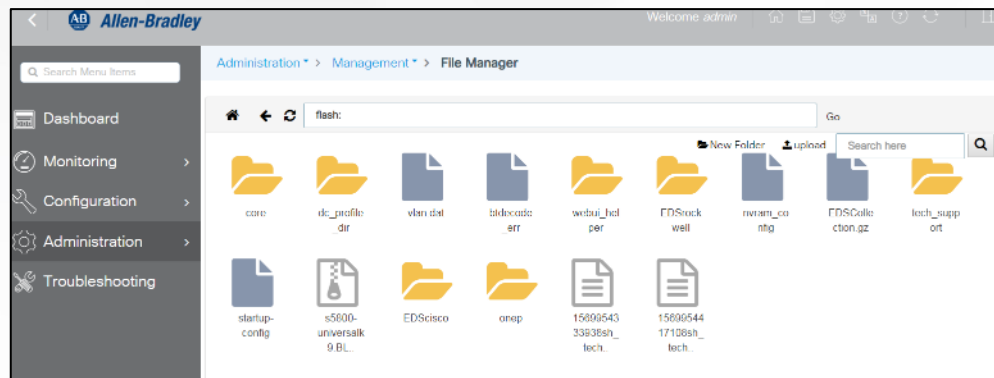 AB Allen-Bradley
Welcome admin
Search Menu Items
Administration > Management > File Manager
Dashboard
flash:
Go
New Folder
upload
Search here
Monitoring
Configuration
Administration
Troubleshooting
core
dc_profile
_dir
vlan.dat
btdecode
_err
webui_hel
per
EDSrock
well
nvram_co
nfig
EDSColle
ction.gz
tech_supp
ort
startup-
config
s5800-
universalk
9.BL..
EDScisco
onep
15699543
33938sh_
tech..
15699544
17108sh_
tech..